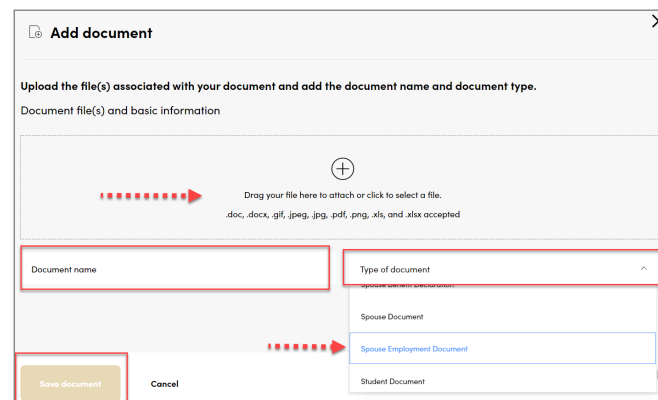 Add document
Upload the file(s) associated with your document and add the document name and document type.
Document file(s) and basic information
Drag your file here to attach or click to select a file.
.doc, .docx, .gif, .jpeg, .jpg, .pdf, .png, .xls, and .xlsx accepted
Document name
Type of document
Spouse Benefit Declaration
Spouse Document
Spouse Employment Document
Student Document
Save document
Cancel